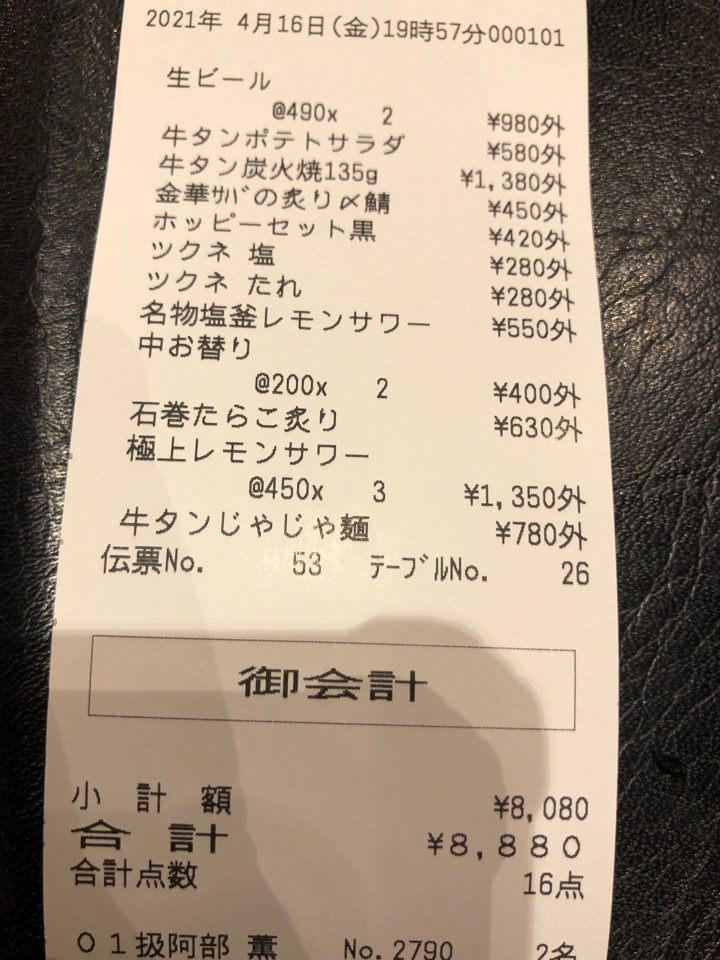 2021年 4月16日(金)19時57分000101
生ビール
@490x 2 ¥980外
牛タンポテトサラダ ¥580外
牛タン炭火焼135g ¥1,380外
金華ｻﾊﾞの炙り〆鯖 ¥450外
ホッピーセット黒 ¥420外
ツクネ 塩 ¥280外
ツクネ たれ ¥280外
名物塩釜レモンサワー ¥550外
中お替り
@200x 2 ¥400外
石巻たらこ炙り ¥630外
極上レモンサワー
@450x 3 ¥1,350外
牛タンじゃじゃ麺 ¥780外
伝票No. 53 ﾃｰﾌﾞﾙNo. 26
御会計
小計額 ¥8,080
合計 ¥8,880
合計点数 16点
01扱阿部 薫 No.2790 2名